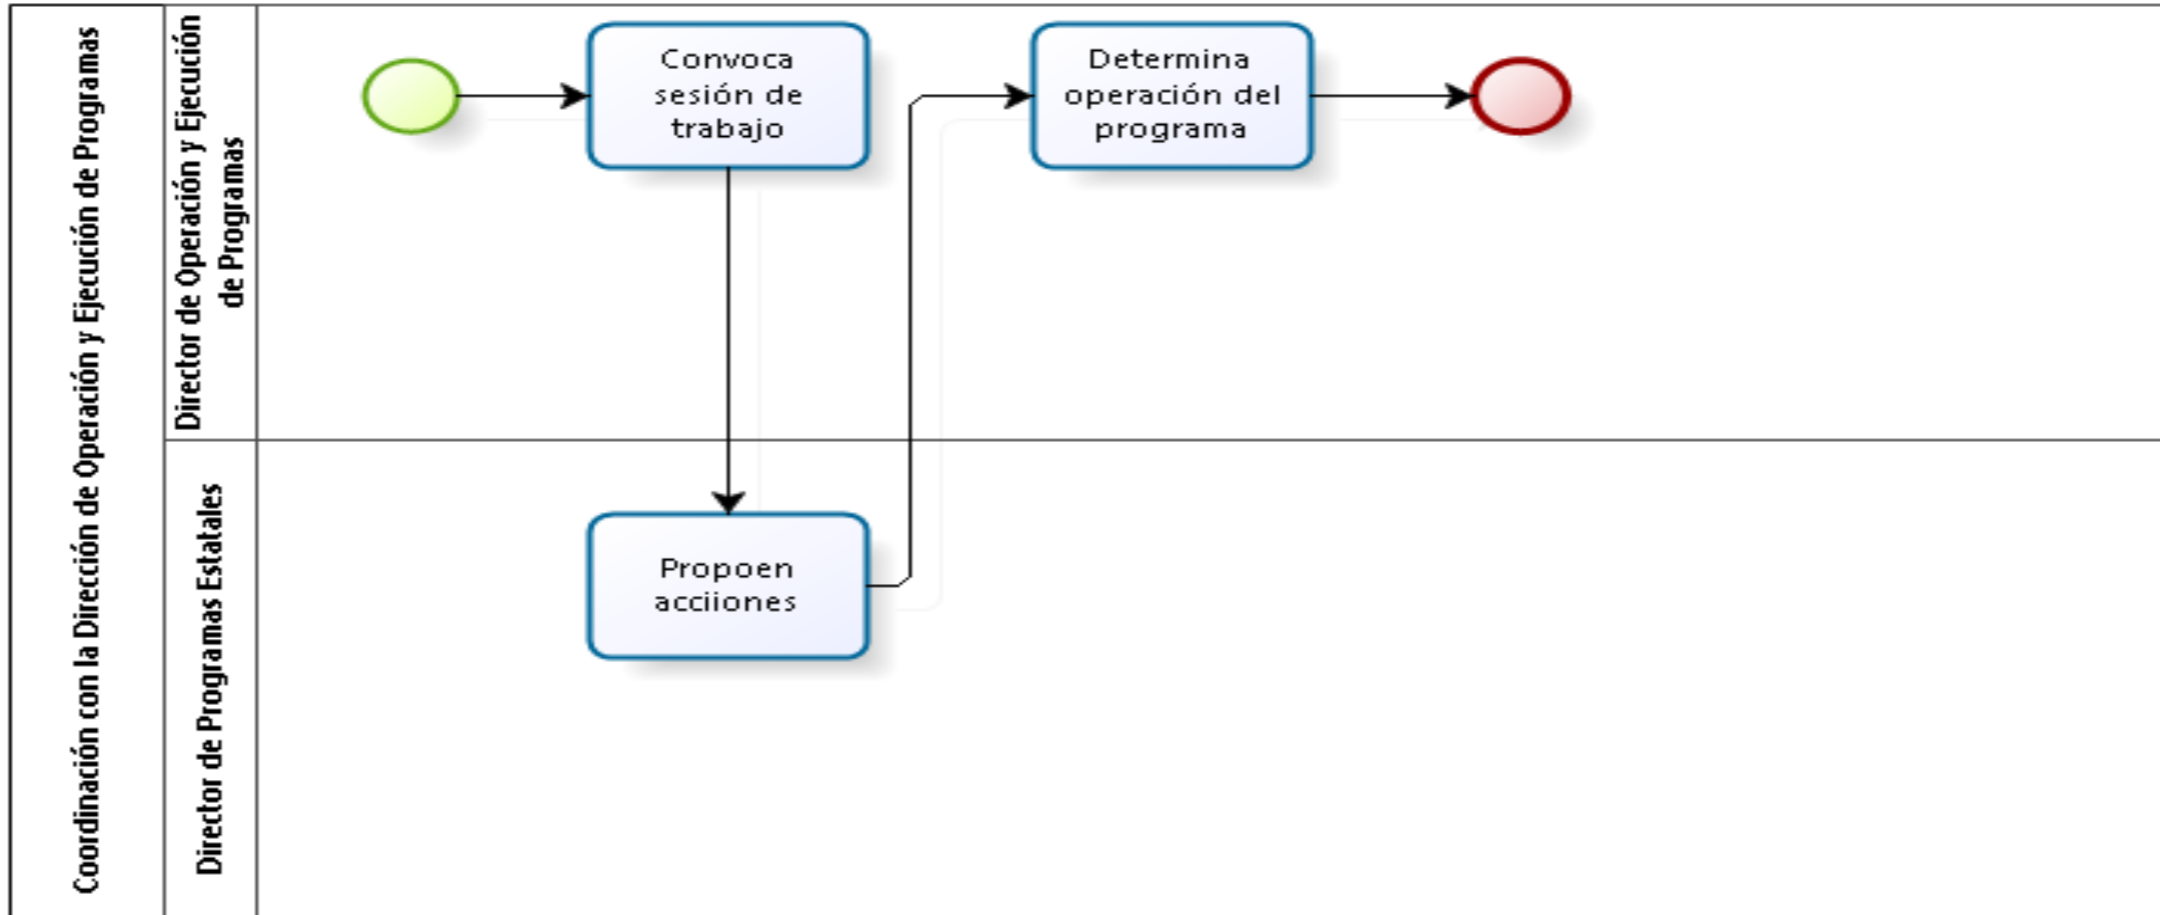 Coordinación con la Dirección de Operación y Ejecución de Programas
Director de Operación y Ejecución
de Programas
Convoca
sesión de
trabajo
Determina
operación del
programa
Director de Programas Estatales
Propoen
acciiones